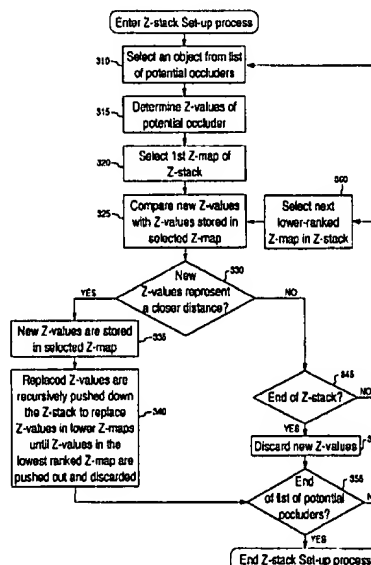 Enter Z-stack Set-up process
310
Select an object from list
of potential occluders
315
Determine Z-values of
potential occluder
320
Select 1st Z-map of
Z-stack
325
Compare new Z-values
with Z-values stored in
selected Z-map
360
Select next
lower-ranked
Z-map in Z-stack
330
New
Z-values represent
a closer distance?
YES
NO
New Z-values are stored
in selected Z-map
335
Replaced Z-values are
recursively pushed down
the Z-stack to replace
Z-values in lower Z-maps
until Z-values in the
lowest ranked Z-map are
pushed out and discarded
340
345
End of Z-stack?
NO
YES
Discard new Z-values
355
End
of list of potential
occluders?
YES
End Z-stack Set-up process